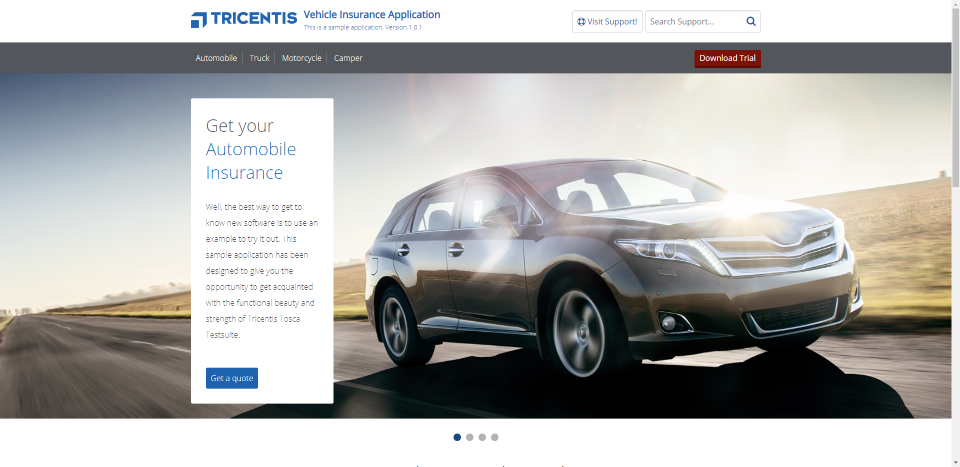 TRICENTIS Vehicle Insurance Application
This is a sample application. Version 1.0.1
Visit Support!
Search Support...
Automobile
Truck
Motorcycle
Camper
Download Trial
Get your
Automobile
Insurance
Well, the best way to get to
know new software is to use an
example to try it out. This
sample application has been
designed to give you the
opportunity to get acquainted
with the functional beauty and
strength of Tricentis Tosca
Testsuite.
Get a quote